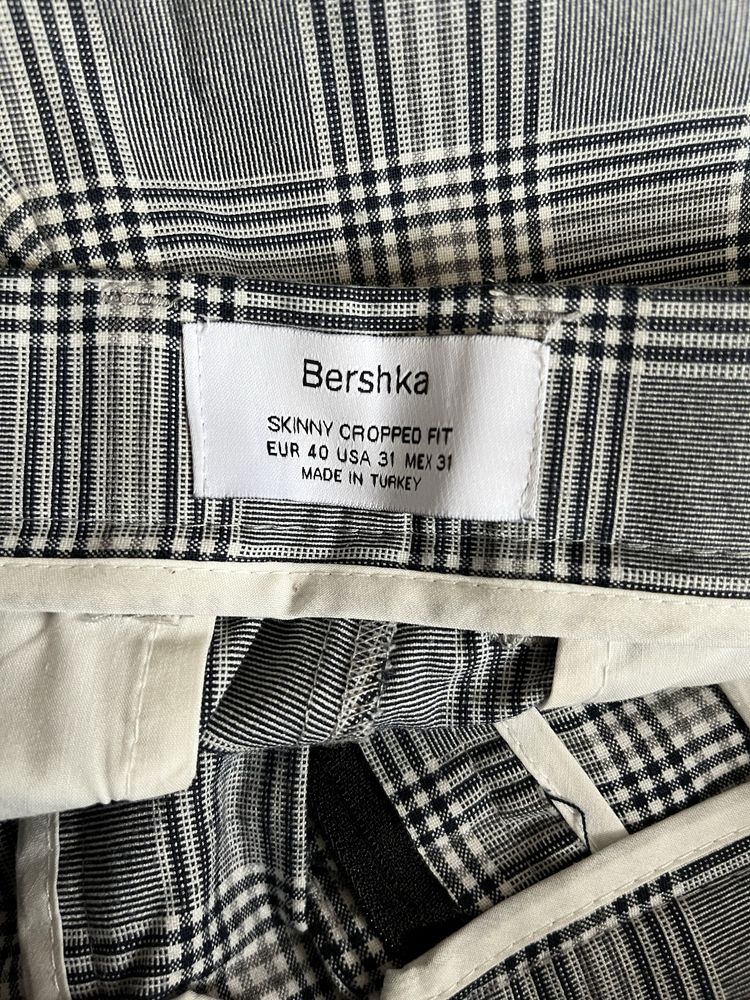 Bershka
SKINNY CROPPED FIT
EUR 40 USA 31 MEX 31
MADE IN TURKEY